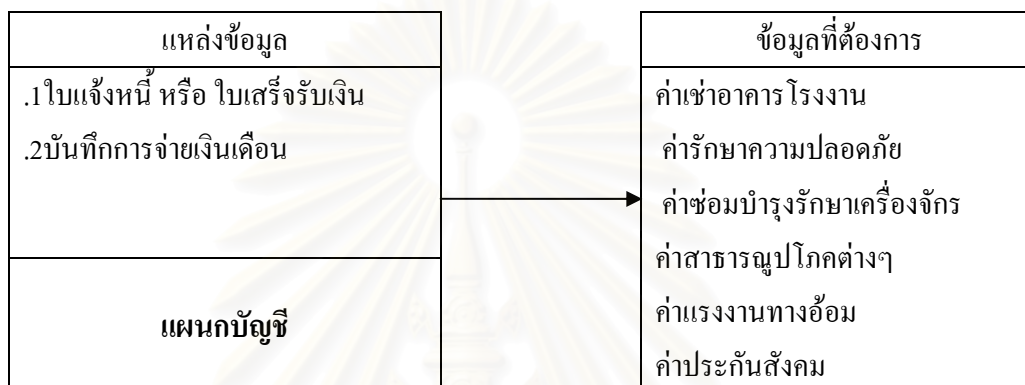 แหล่งข้อมูล
.1ใบแจ้งหนี้ หรือ ใบเสร็จรับเงิน
.2บันทึกการจ่ายเงินเดือน
แผนกบัญชี
ข้อมูลที่ต้องการ
ค่าเช่าอาคารโรงงาน
ค่ารักษาความปลอดภัย
ค่าซ่อมบำรุงรักษาเครื่องจักร
ค่าสาธารณูปโภคต่างๆ
ค่าแรงงานทางอ้อม
ค่าประกันสังคม